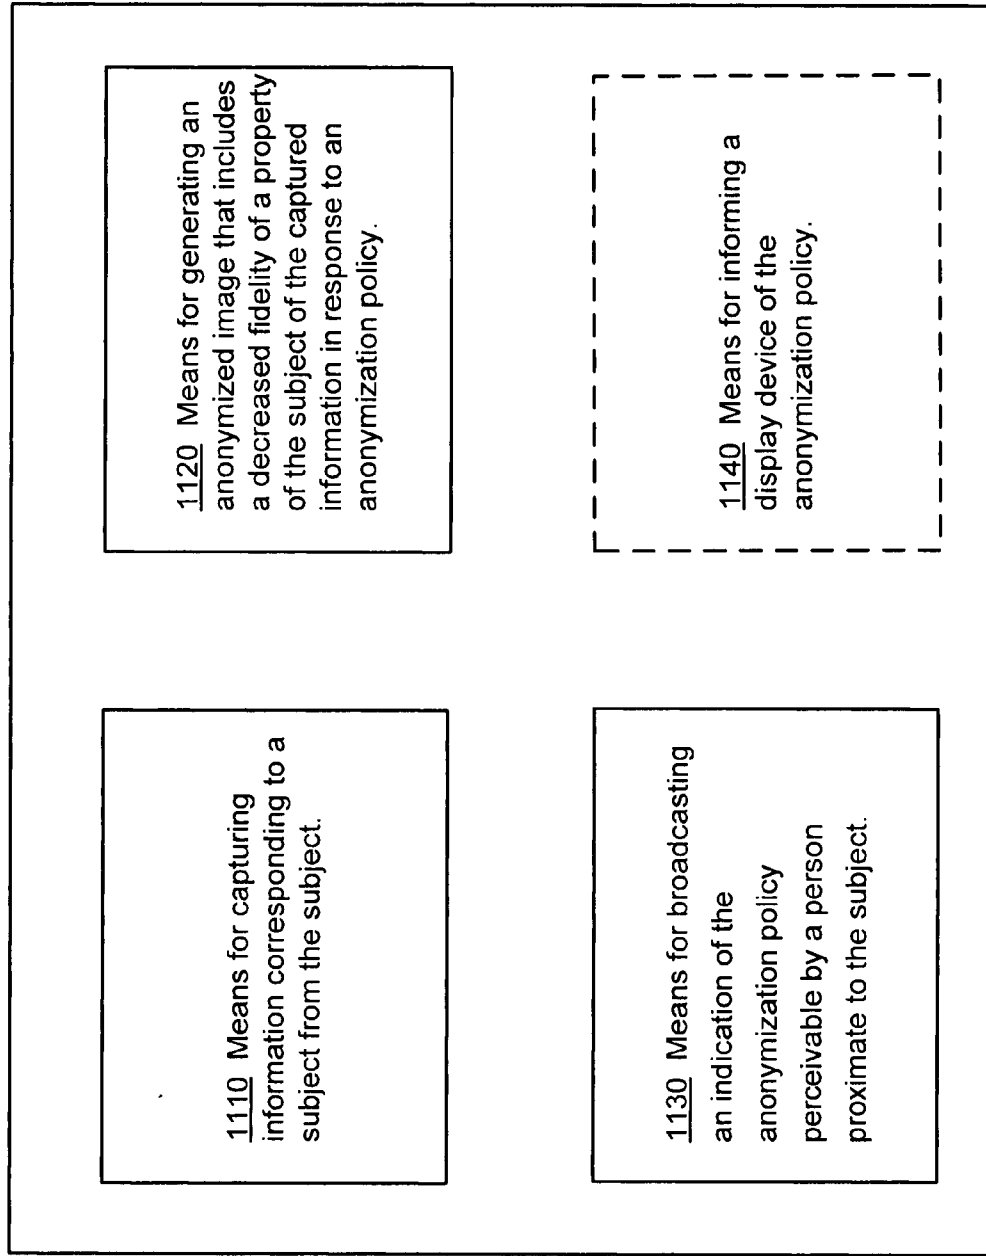 1110 Means for capturing
information corresponding to a
subject from the subject.
1120 Means for generating an
anonymized image that includes
a decreased fidelity of a property
of the subject of the captured
information in response to an
anonymization policy.
1130 Means for broadcasting
an indication of the
anonymization policy
perceivable by a person
proximate to the subject.
1140 Means for informing a
display device of the
anonymization policy.